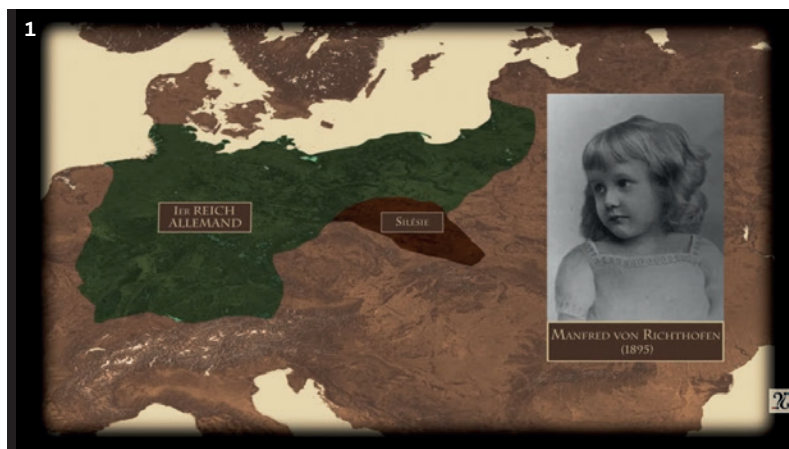 1
IER REICH
ALLEMAND
SILÉSIE
MANFRED VON RICHTHOFEN
(1895)